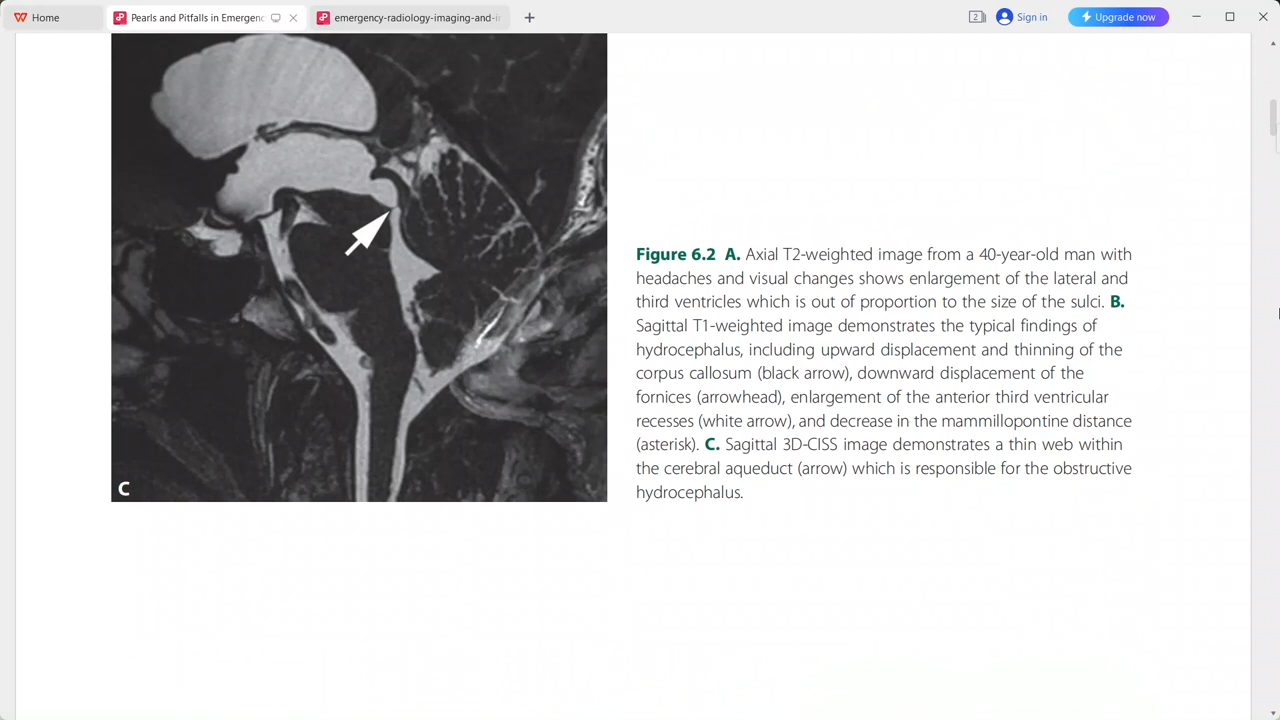 Home
Pearls and Pitfalls in Emergenc
emergency-radiology-imaging-and-i
2
Sign in
Upgrade now
C
Figure 6.2 A. Axial T2-weighted image from a 40-year-old man with
headaches and visual changes shows enlargement of the lateral and
third ventricles which is out of proportion to the size of the sulci. B.
Sagittal T1-weighted image demonstrates the typical findings of
hydrocephalus, including upward displacement and thinning of the
corpus callosum (black arrow), downward displacement of the
fornices (arrowhead), enlargement of the anterior third ventricular
recesses (white arrow), and decrease in the mammillopontine distance
(asterisk). C. Sagittal 3D-CISS image demonstrates a thin web within
the cerebral aqueduct (arrow) which is responsible for the obstructive
hydrocephalus.